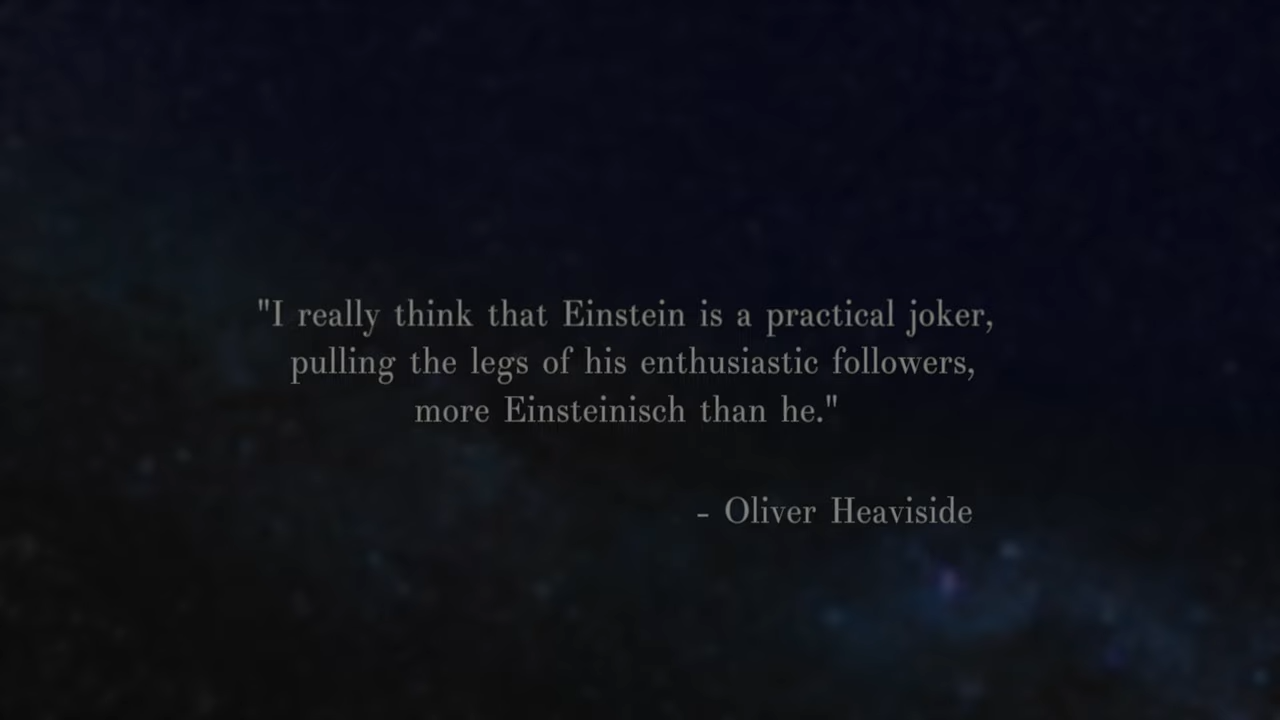 "I really think that Einstein is a practical joker,
pulling the legs of his enthusiastic followers,
more Einsteinisch than he."
- Oliver Heaviside